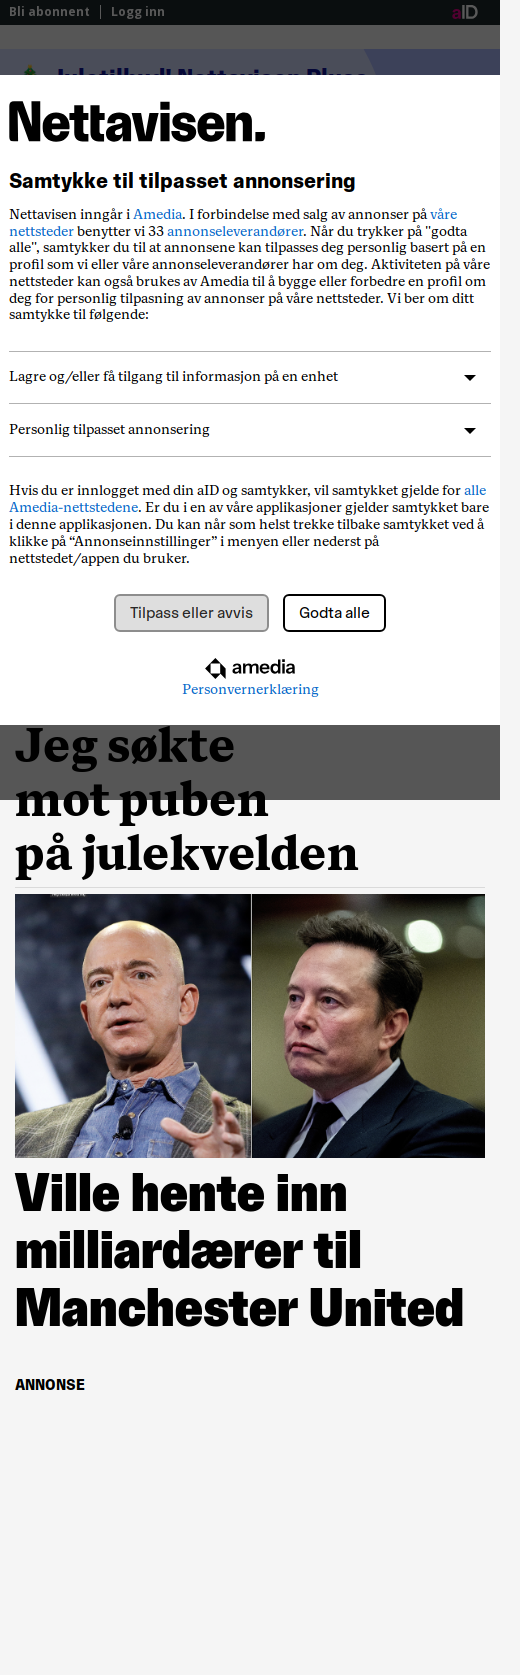 Bli abonnent
Logg inn
aID
Juletilbud! Nettavisen Pluss
Nettavisen.
Samtykke til tilpasset annonsering
Nettavisen inngår i Amedia. I forbindelse med salg av annonser på våre
nettsteder benytter vi 33 annonseleverandører. Når du trykker på "godta
alle", samtykker du til at annonsene kan tilpasses deg personlig basert på en
profil som vi eller våre annonseleverandører har om deg. Aktiviteten på våre
nettsteder kan også brukes av Amedia til å bygge eller forbedre en profil om
deg for personlig tilpasning av annonser på våre nettsteder. Vi ber om ditt
samtykke til følgende:
Lagre og/eller få tilgang til informasjon på en enhet
Personlig tilpasset annonsering
Hvis du er innlogget med din aID og samtykker, vil samtykket gjelde for alle
Amedia-nettstedene. Er du i en av våre applikasjoner gjelder samtykket bare
i denne applikasjonen. Du kan når som helst trekke tilbake samtykket ved å
klikke på “Annonseinnstillinger” i menyen eller nederst på
nettstedet/appen du bruker.
Tilpass eller avvis
Godta alle
amedia
Personvernerklæring
Jeg søkte
mot puben
på julekvelden
Ville hente inn
milliardærer til
Manchester United
ANNONSE